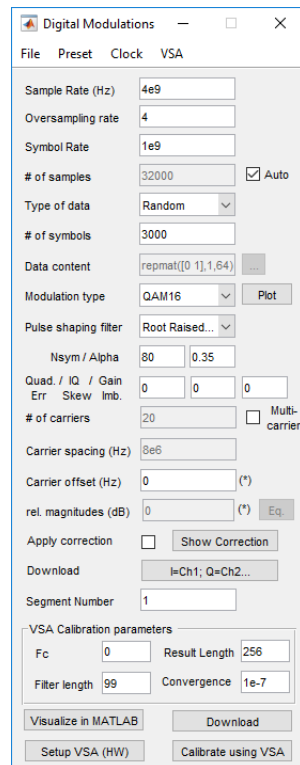 Digital Modulations
File Preset Clock VSA
Sample Rate (Hz) 4e9
Oversampling rate 4
Symbol Rate 1e9
# of samples 32000 Auto
Type of data Random
# of symbols 3000
Data content repmat([0 1],1,64) ...
Modulation type QAM16 Plot
Pulse shaping filter Root Raised...
Nsym / Alpha 80 0.35
Quad. / IQ / Gain
Err Skew Imb. 0 0 0
# of carriers 20 Multi-
carrier
Carrier spacing (Hz) 8e6
Carrier offset (Hz) 0 (*)
rel. magnitudes (dB) 0 (*) Eq.
Apply correction Show Correction
Download I=Ch1; Q=Ch2...
Segment Number 1
VSA Calibration parameters
Fc 0 Result Length 256
Filter length 99 Convergence 1e-7
Visualize in MATLAB Download
Setup VSA (HW) Calibrate using VSA